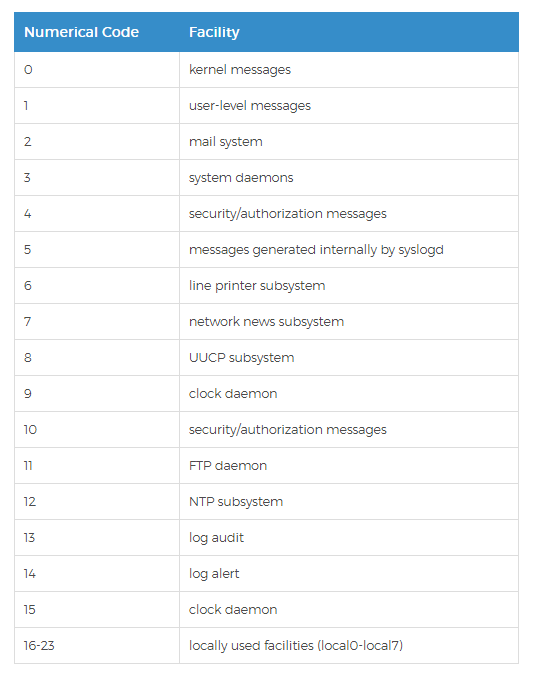 Numerical Code Facility
0 kernel messages
1 user-level messages
2 mail system
3 system daemons
4 security/authorization messages
5 messages generated internally by syslogd
6 line printer subsystem
7 network news subsystem
8 UUCP subsystem
9 clock daemon
10 security/authorization messages
11 FTP daemon
12 NTP subsystem
13 log audit
14 log alert
15 clock daemon
16-23 locally used facilities (local0-local7)